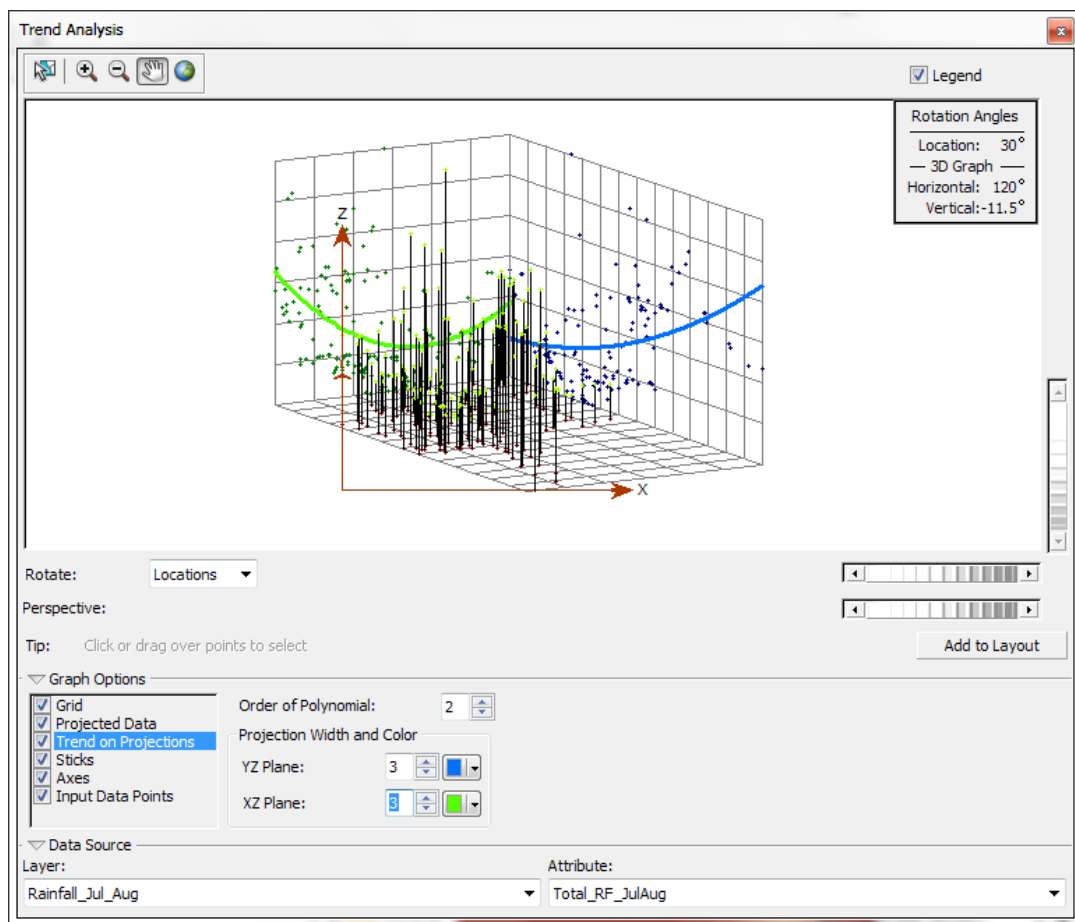 Trend Analysis
Legend
Rotation Angles
Location: 30°
3D Graph
Horizontal: 120°
Vertical:-11.5°
Z
X
Rotate: Locations
Perspective:
Tip: Click or drag over points to select
Add to Layout
Graph Options
Grid
Projected Data
Trend on Projections
Sticks
Axes
Input Data Points
Order of Polynomial: 2
Projection Width and Color
YZ Plane: 3
XZ Plane: 3
Data Source
Layer: Attribute:
Rainfall_Jul_Aug Total_RF_JulAug